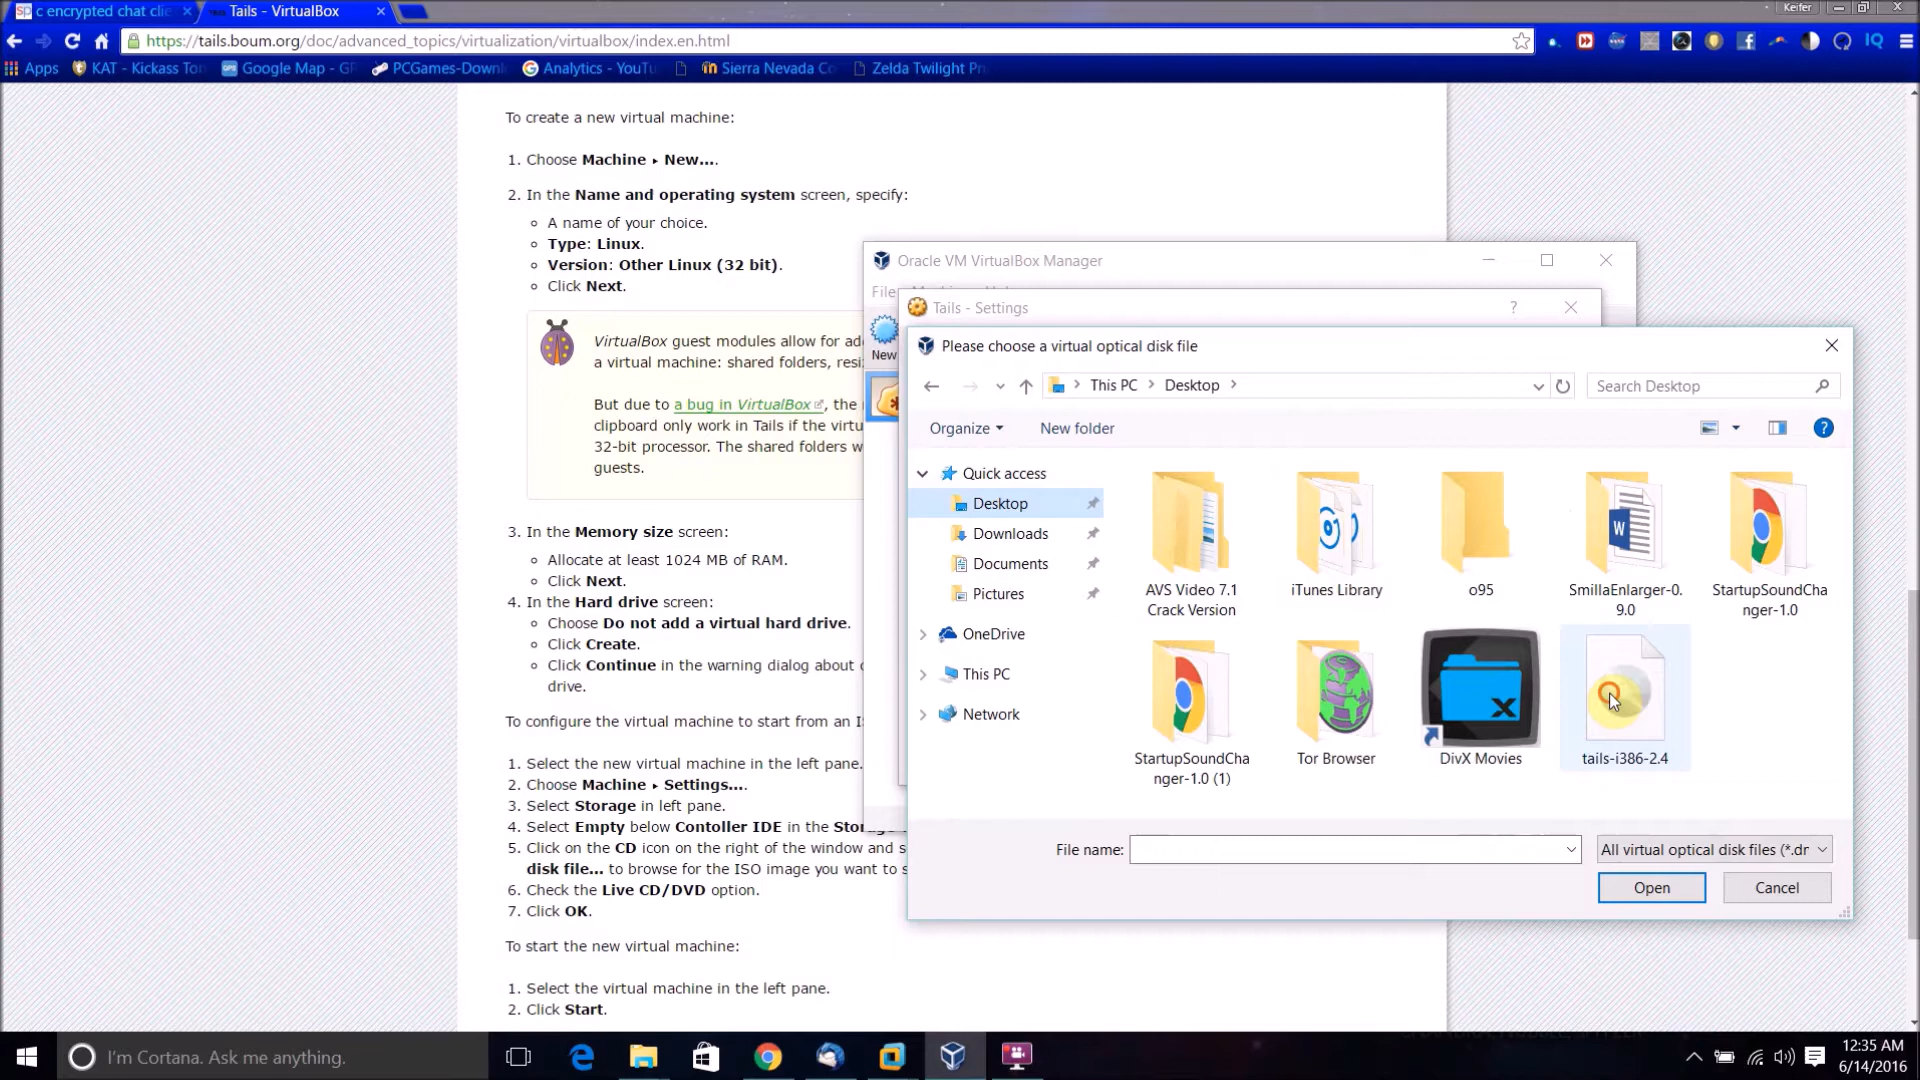 c encrypted chat clie
Tails - VirtualBox
Keifer
https://tails.boum.org/doc/advanced_topics/virtualization/virtualbox/index.en.html
Apps
KAT - Kickass Tor
Google Map - GF
PCGames-Downl
Analytics - YouTu
Sierra Nevada Co
Zelda Twilight Pr
To create a new virtual machine:
1. Choose Machine ▸ New....
2. In the Name and operating system screen, specify:
A name of your choice.
Type: Linux.
Version: Other Linux (32 bit).
Click Next.
VirtualBox guest modules allow for ad
a virtual machine: shared folders, resi
But due to a bug in VirtualBox, the
clipboard only work in Tails if the virtu
32-bit processor. The shared folders w
guests.
3. In the Memory size screen:
Allocate at least 1024 MB of RAM.
Click Next.
4. In the Hard drive screen:
Choose Do not add a virtual hard drive.
Click Create.
Click Continue in the warning dialog about
drive.
To configure the virtual machine to start from an IS
1. Select the new virtual machine in the left pane.
2. Choose Machine ▸ Settings....
3. Select Storage in left pane.
4. Select Empty below Contoller IDE in the Storag
5. Click on the CD icon on the right of the window and s
disk file... to browse for the ISO image you want to s
6. Check the Live CD/DVD option.
7. Click OK.
To start the new virtual machine:
1. Select the virtual machine in the left pane.
2. Click Start.
Oracle VM VirtualBox Manager
File
New
Tails - Settings
?
Please choose a virtual optical disk file
This PC
Desktop
Search Desktop
Organize
New folder
Quick access
Desktop
Downloads
Documents
Pictures
OneDrive
This PC
Network
AVS Video 7.1
Crack Version
iTunes Library
o95
SmillaEnlarger-0.
9.0
StartupSoundCha
nger-1.0
StartupSoundCha
nger-1.0 (1)
Tor Browser
DivX Movies
tails-i386-2.4
File name:
All virtual optical disk files (*.dr
Open
Cancel
I'm Cortana. Ask me anything.
12:35 AM
6/14/2016